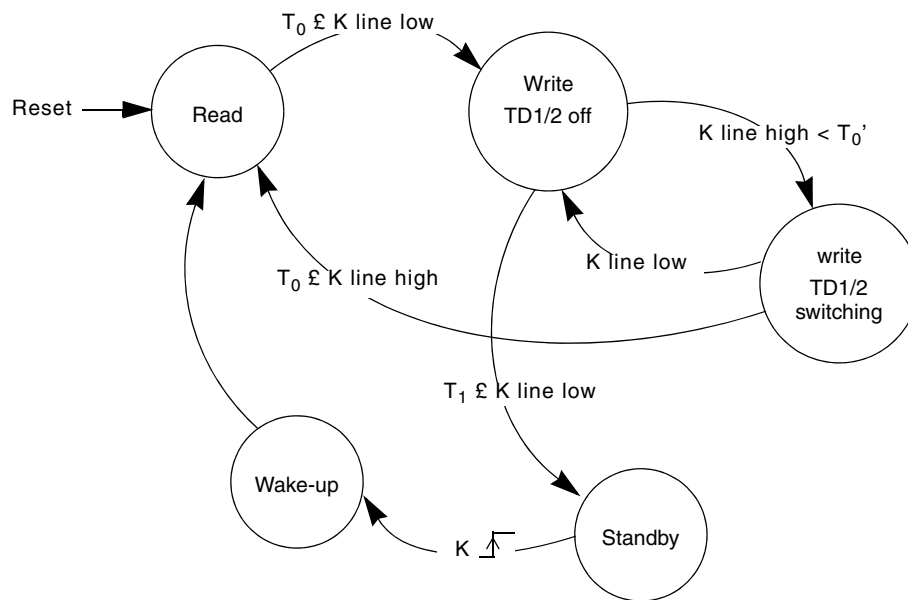 T₀ £ K line low
Reset
Read
Write
TD1/2 off
K line high < T₀’
K line low
write
TD1/2
switching
T₀ £ K line high
T₁ £ K line low
Wake-up
K
Standby